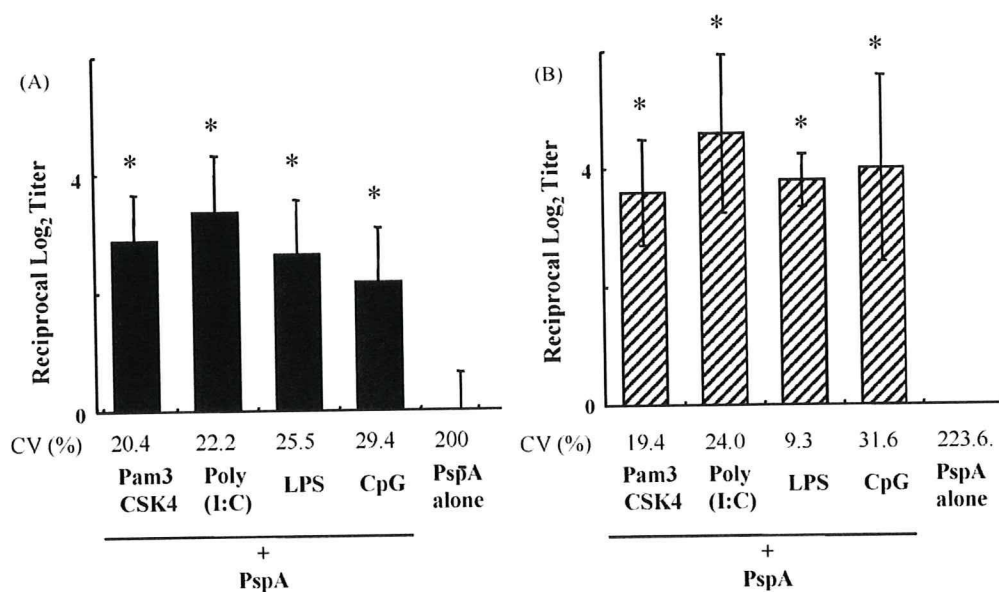 (A)
Reciprocal Log2 Titer
4
0
* * * *
CV (%) 20.4 22.2 25.5 29.4 200
Pam3 CSK4
Poly (I:C)
LPS
CpG
PspA alone
+
PspA
(B)
Reciprocal Log2 Titer
4
0
* * * *
CV (%) 19.4 24.0 9.3 31.6 223.6.
Pam3 CSK4
Poly (I:C)
LPS
CpG
PspA alone
+
PspA